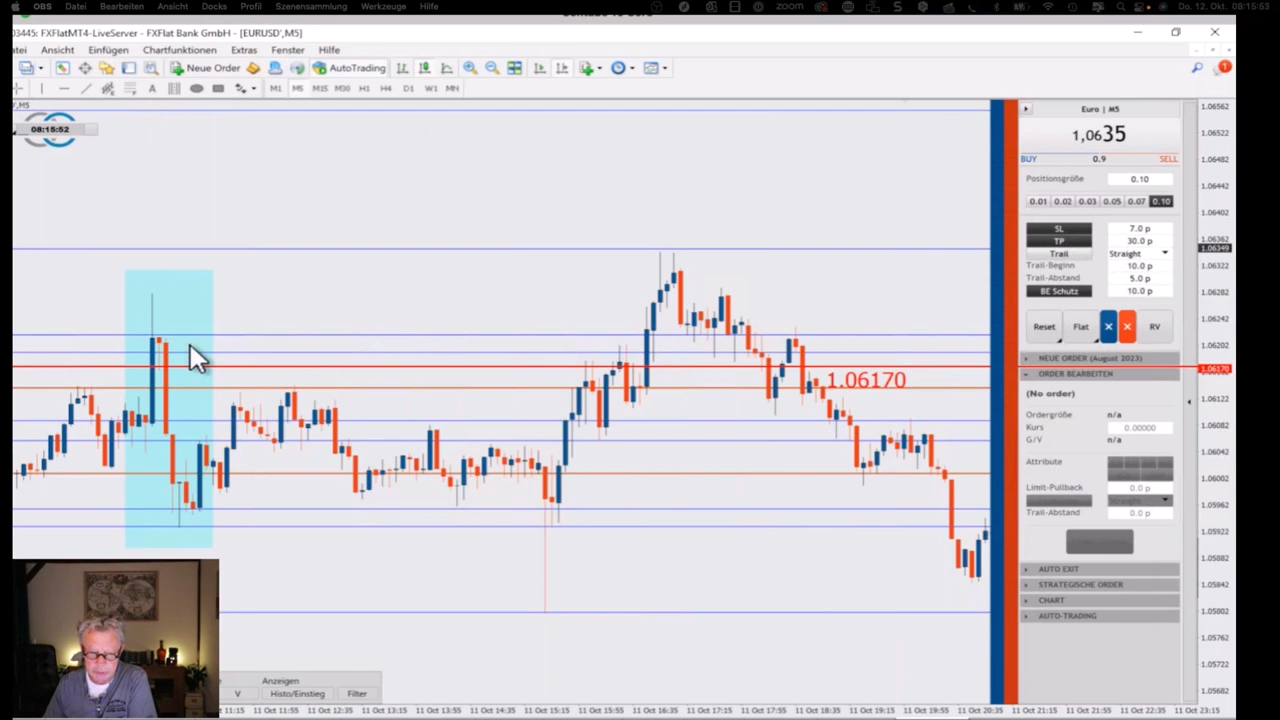 OBS Datei Bearbeiten Ansicht Docks Profil Szenensammlung Werkzeuge Hilfe zoom Do. 12. Okt. 08:15:53
03445: FXFlatMT4-LiveServer - FXFlat Bank GmbH - [EURUSD',M5]
atei Ansicht Einfügen Chartfunktionen Extras Fenster Hilfe
Neue Order AutoTrading 1
A M1 M5 M15 M30 H1 H4 D1 W1 MN
',M5
08:15:52
1.06170
Euro | M5
1,0635
BUY 0.9 SELL
Positionsgröße 0.10
0.01 0.02 0.03 0.05 0.07 0.10
SL 7.0 p
TP 30.0 p
Trail Straight
Trail-Beginn 10.0 p
Trail-Abstand 5.0 p
BE Schutz 10.0 p
Reset Flat × × RV
NEUE ORDER (August 2023)
ORDER BEARBEITEN
(No order)
Ordergröße n/a
Kurs 0.00000
G/V n/a
Attribute
Limit-Pullback 0.0 p
Straight
Trail-Abstand 0.0 p
AUTO EXIT
STRATEGISCHE ORDER
CHART
AUTO-TRADING
1.06562
1.06522
1.06482
1.06442
1.06402
1.06362
1.06349
1.06322
1.06282
1.06242
1.06202
1.06170
1.06122
1.06082
1.06042
1.06002
1.05962
1.05922
1.05882
1.05842
1.05802
1.05762
1.05722
1.05682
Anzeigen
V Histo/Einstieg Filter
11:15 11 Oct 11:55 11 Oct 12:35 11 Oct 13:15 11 Oct 13:55 11 Oct 14:35 11 Oct 15:15 11 Oct 15:55 11 Oct 16:35 11 Oct 17:15 11 Oct 17:55 11 Oct 18:35 11 Oct 19:15 11 Oct 19:55 11 Oct 20:35 11 Oct 21:15 11 Oct 21:55 11 Oct 22:35 11 Oct 23:15